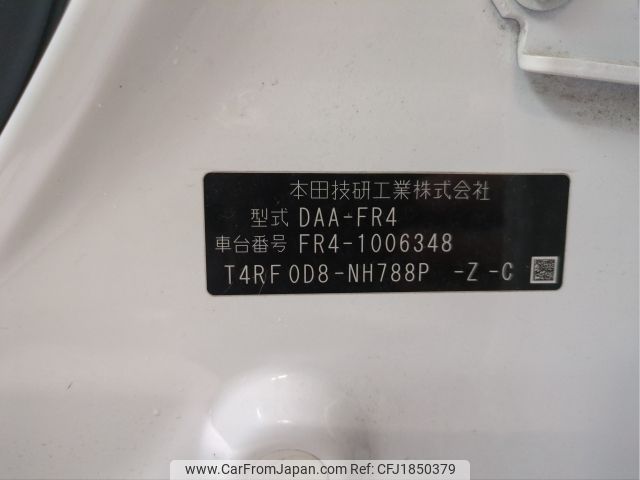 本田技研工業株式会社
型式 DAA-FR4
車台番号 FR4-1006348
T4RF0D8-NH788P -Z -C
www.CarFromJapan.com Ref: CFJ1850379